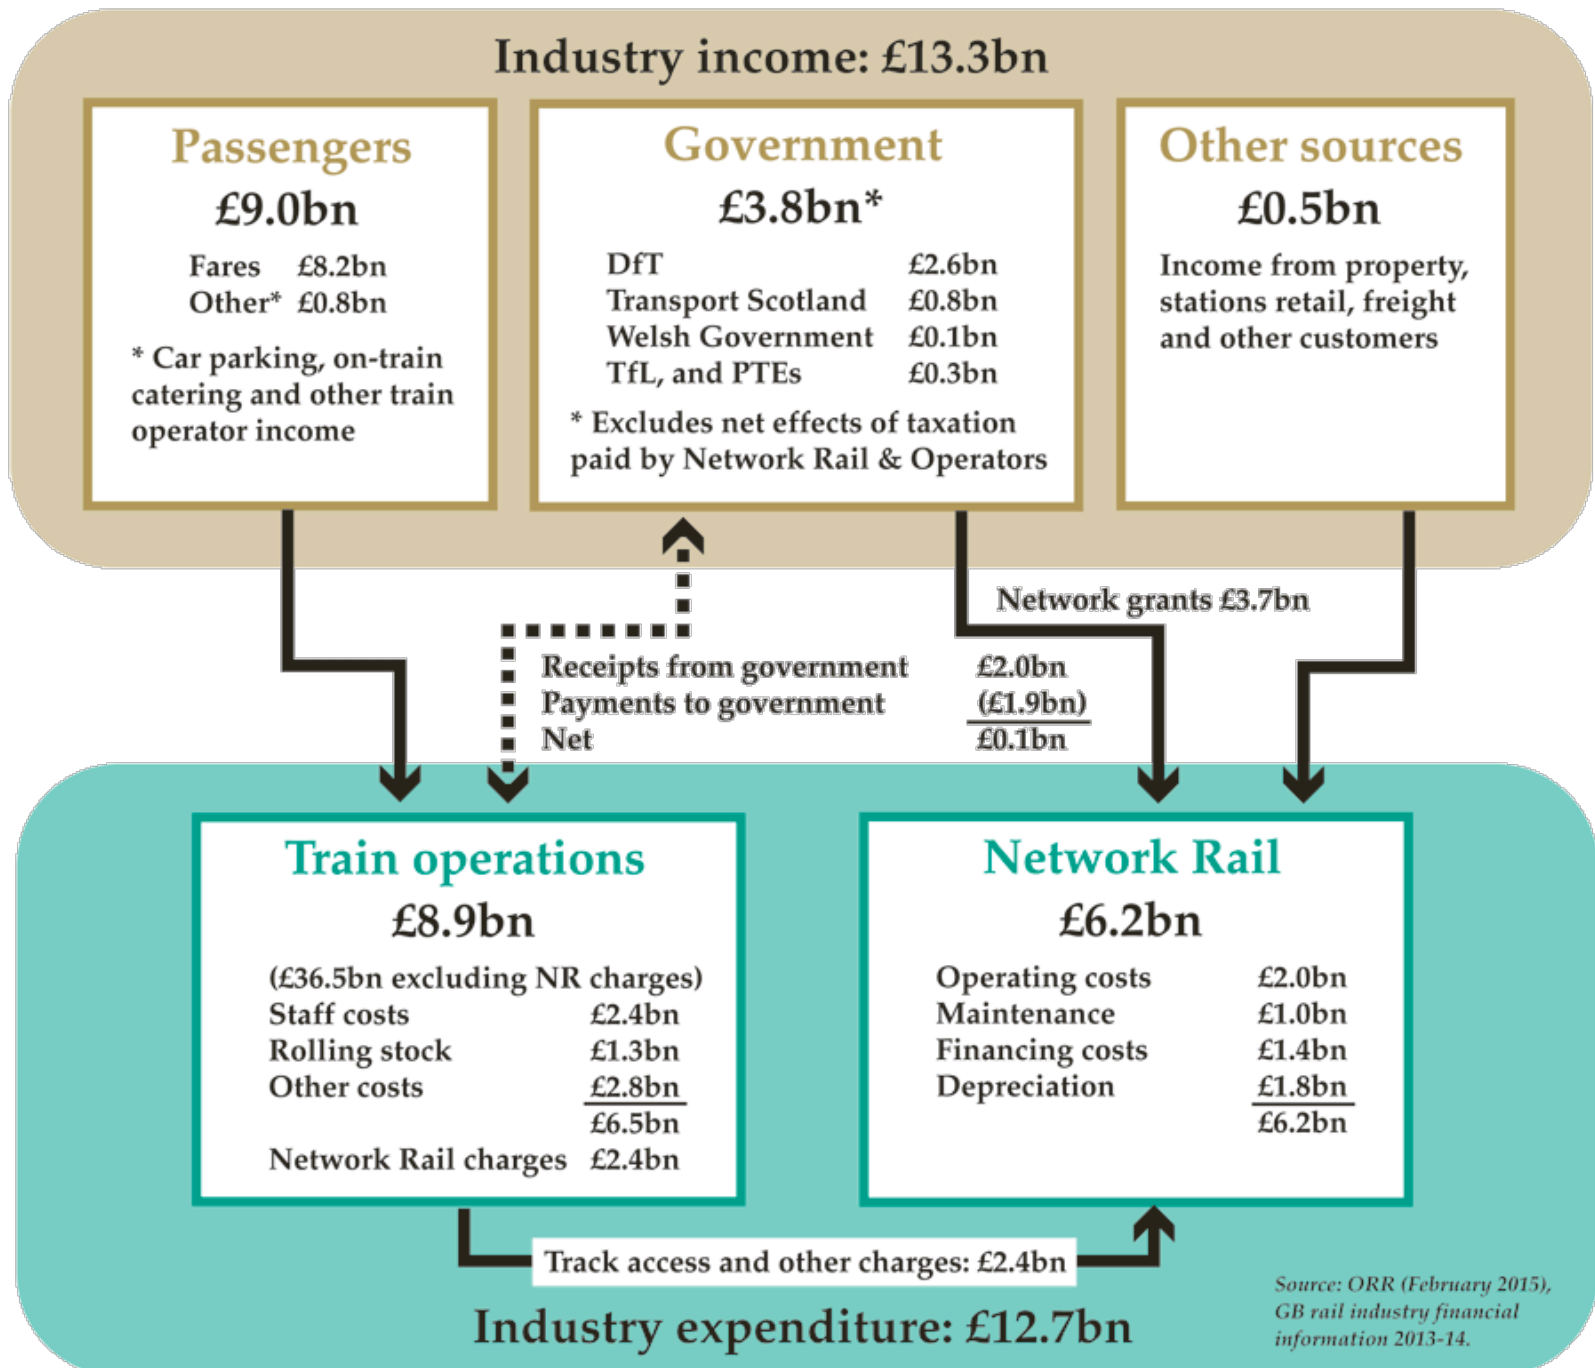 Industry income: £13.3bn
Passengers
£9.0bn
Fares £8.2bn
Other* £0.8bn
* Car parking, on-train
catering and other train
operator income
Government
£3.8bn*
DfT £2.6bn
Transport Scotland £0.8bn
Welsh Government £0.1bn
TfL, and PTEs £0.3bn
* Excludes net effects of taxation
paid by Network Rail & Operators
Other sources
£0.5bn
Income from property,
stations retail, freight
and other customers
Network grants £3.7bn
Receipts from government £2.0bn
Payments to government (£1.9bn)
Net £0.1bn
Train operations
£8.9bn
(£36.5bn excluding NR charges)
Staff costs £2.4bn
Rolling stock £1.3bn
Other costs £2.8bn
£6.5bn
Network Rail charges £2.4bn
Network Rail
£6.2bn
Operating costs £2.0bn
Maintenance £1.0bn
Financing costs £1.4bn
Depreciation £1.8bn
£6.2bn
Track access and other charges: £2.4bn
Industry expenditure: £12.7bn
Source: ORR (February 2015),
GB rail industry financial
information 2013-14.